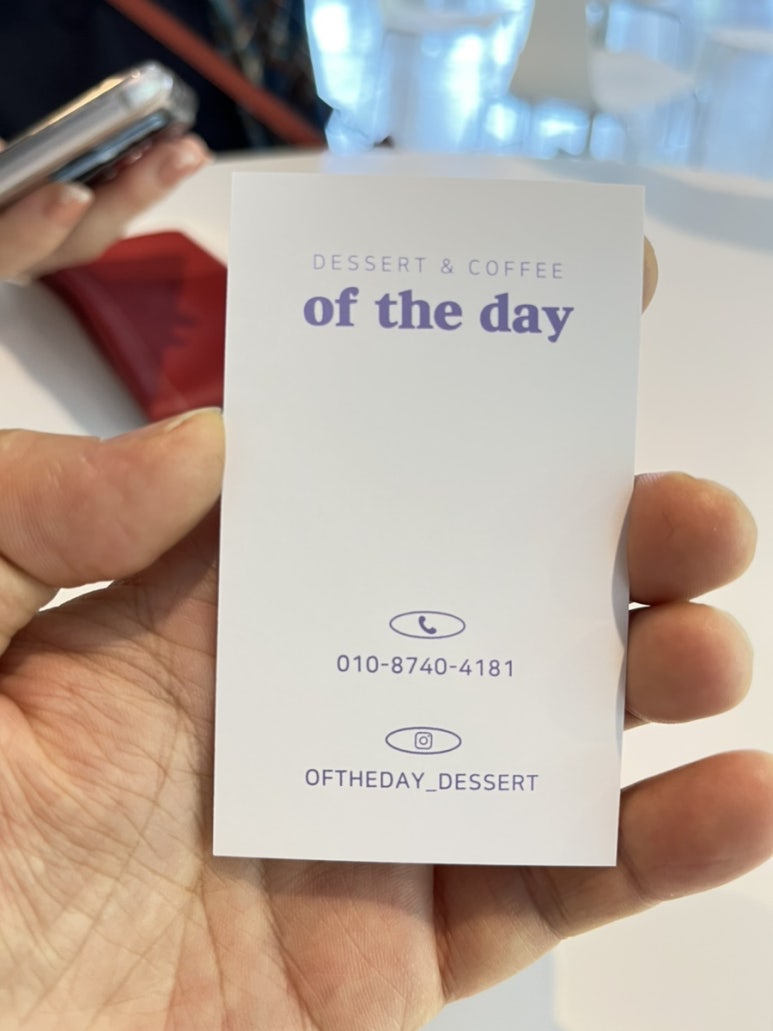 DESSERT & COFFEE
of the day
010-8740-4181
OFTHEDAY_DESSERT